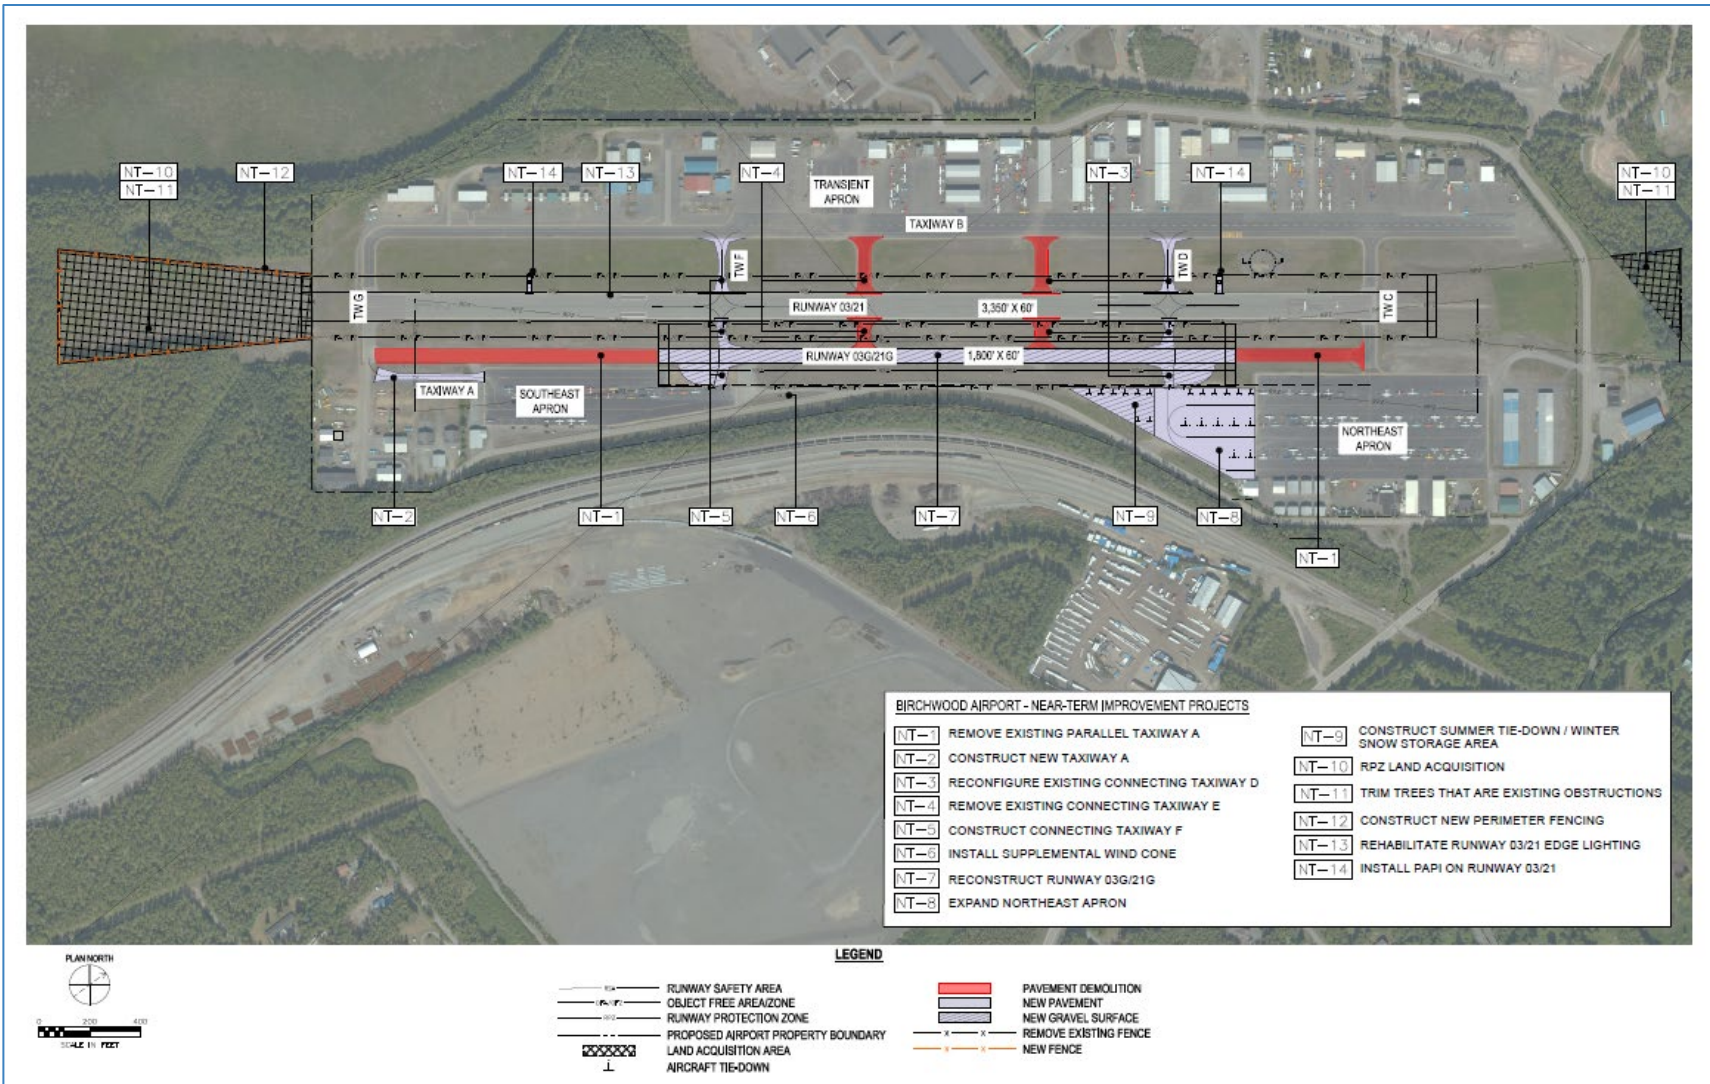 NT-10
NT-11
NT-12
NT-14
NT-13
NT-4
NT-3
NT-14
NT-10
NT-11
TRANSIENT
APRON
TAXIWAY B
TW F
TW D
TW G
TW C
RUNWAY 03/21
3,350' X 60'
RUNWAY 03G/21G
1,800' X 60'
TAXIWAY A
SOUTHEAST
APRON
NORTHEAST
APRON
NT-2
NT-1
NT-5
NT-6
NT-7
NT-9
NT-8
NT-1
BIRCHWOOD AIRPORT - NEAR-TERM IMPROVEMENT PROJECTS
NT-1 REMOVE EXISTING PARALLEL TAXIWAY A
NT-2 CONSTRUCT NEW TAXIWAY A
NT-3 RECONFIGURE EXISTING CONNECTING TAXIWAY D
NT-4 REMOVE EXISTING CONNECTING TAXIWAY E
NT-5 CONSTRUCT CONNECTING TAXIWAY F
NT-6 INSTALL SUPPLEMENTAL WIND CONE
NT-7 RECONSTRUCT RUNWAY 03G/21G
NT-8 EXPAND NORTHEAST APRON
NT-9 CONSTRUCT SUMMER TIE-DOWN / WINTER
SNOW STORAGE AREA
NT-10 RPZ LAND ACQUISITION
NT-11 TRIM TREES THAT ARE EXISTING OBSTRUCTIONS
NT-12 CONSTRUCT NEW PERIMETER FENCING
NT-13 REHABILITATE RUNWAY 03/21 EDGE LIGHTING
NT-14 INSTALL PAPI ON RUNWAY 03/21
PLAN NORTH
0 200 400
SCALE IN FEET
LEGEND
RSA RUNWAY SAFETY AREA
OBJECT FREE AREA/ZONE
RPZ RUNWAY PROTECTION ZONE
PROPOSED AIRPORT PROPERTY BOUNDARY
LAND ACQUISITION AREA
AIRCRAFT TIE-DOWN
PAVEMENT DEMOLITION
NEW PAVEMENT
NEW GRAVEL SURFACE
REMOVE EXISTING FENCE
NEW FENCE